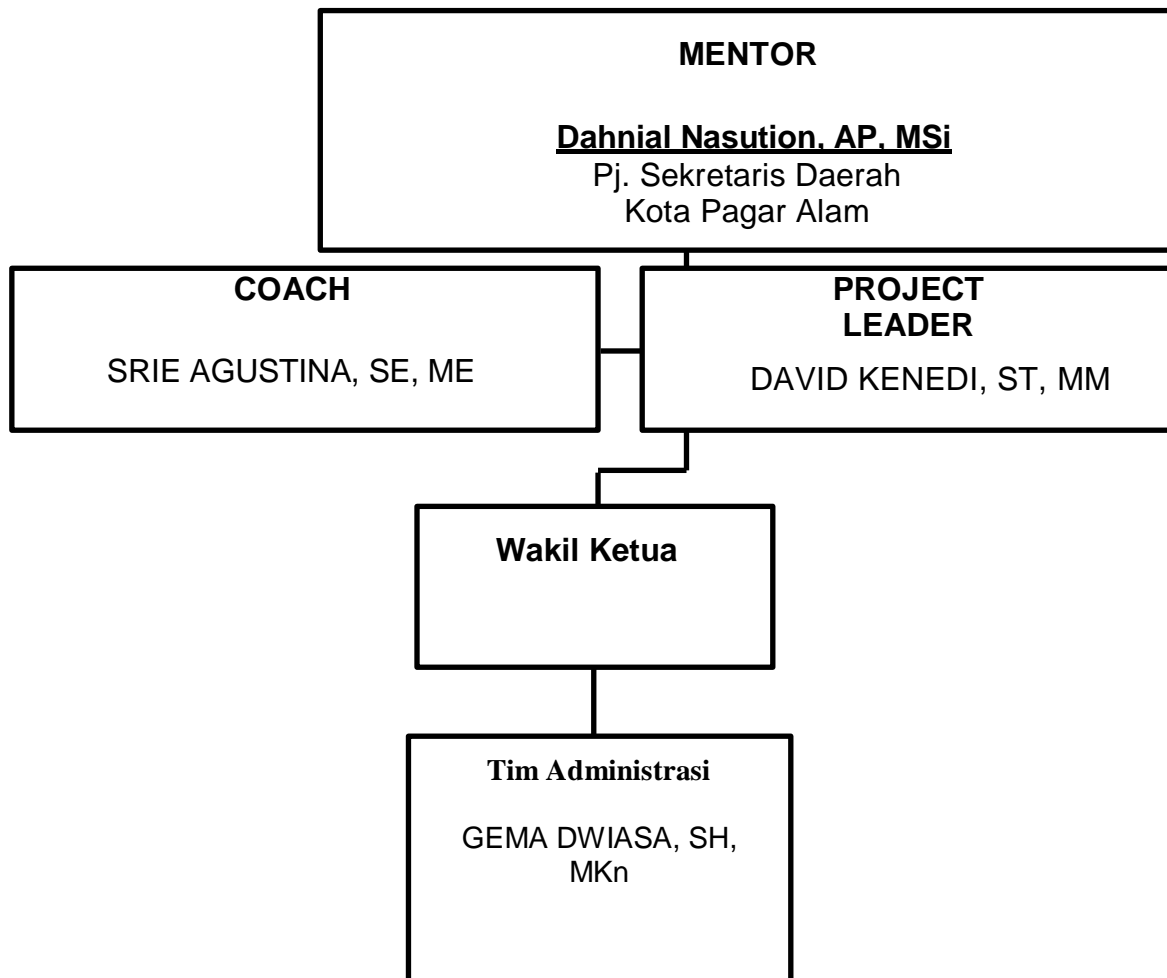 MENTOR
Dahnial Nasution, AP, MSi
Pj. Sekretaris Daerah
Kota Pagar Alam
COACH
SRIE AGUSTINA, SE, ME
PROJECT
LEADER
DAVID KENEDI, ST, MM
Wakil Ketua
Tim Administrasi
GEMA DWIASA, SH,
MKn